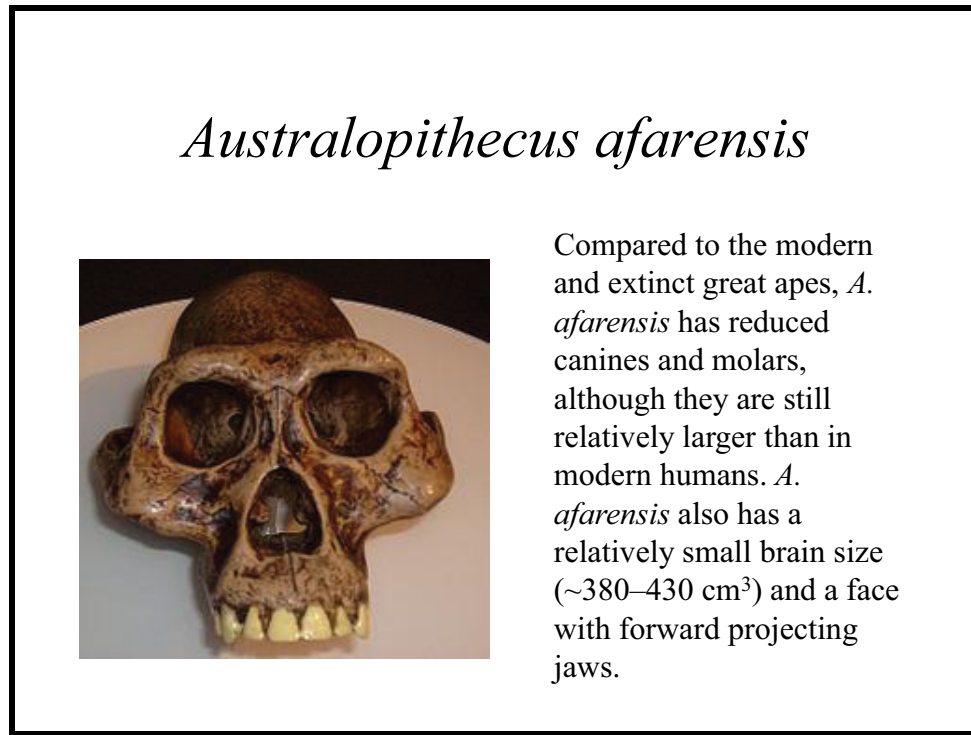 Australopithecus afarensis
Compared to the modern
and extinct great apes, A.
afarensis has reduced
canines and molars,
although they are still
relatively larger than in
modern humans. A.
afarensis also has a
relatively small brain size
(~380–430 cm³) and a face
with forward projecting
jaws.